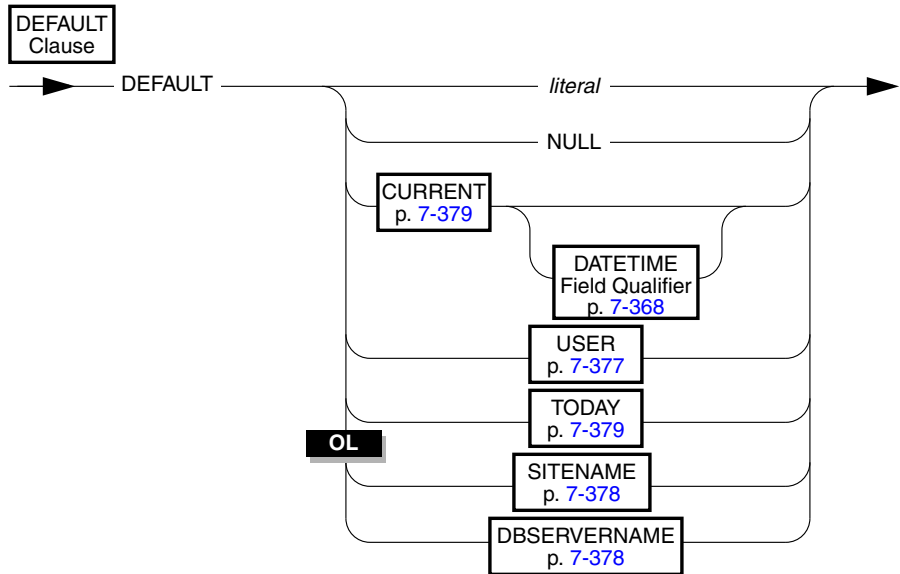 DEFAULT
Clause
DEFAULT
literal
NULL
CURRENT
p. 7-379
DATETIME
Field Qualifier
p. 7-368
USER
p. 7-377
TODAY
p. 7-379
OL
SITENAME
p. 7-378
DBSERVERNAME
p. 7-378